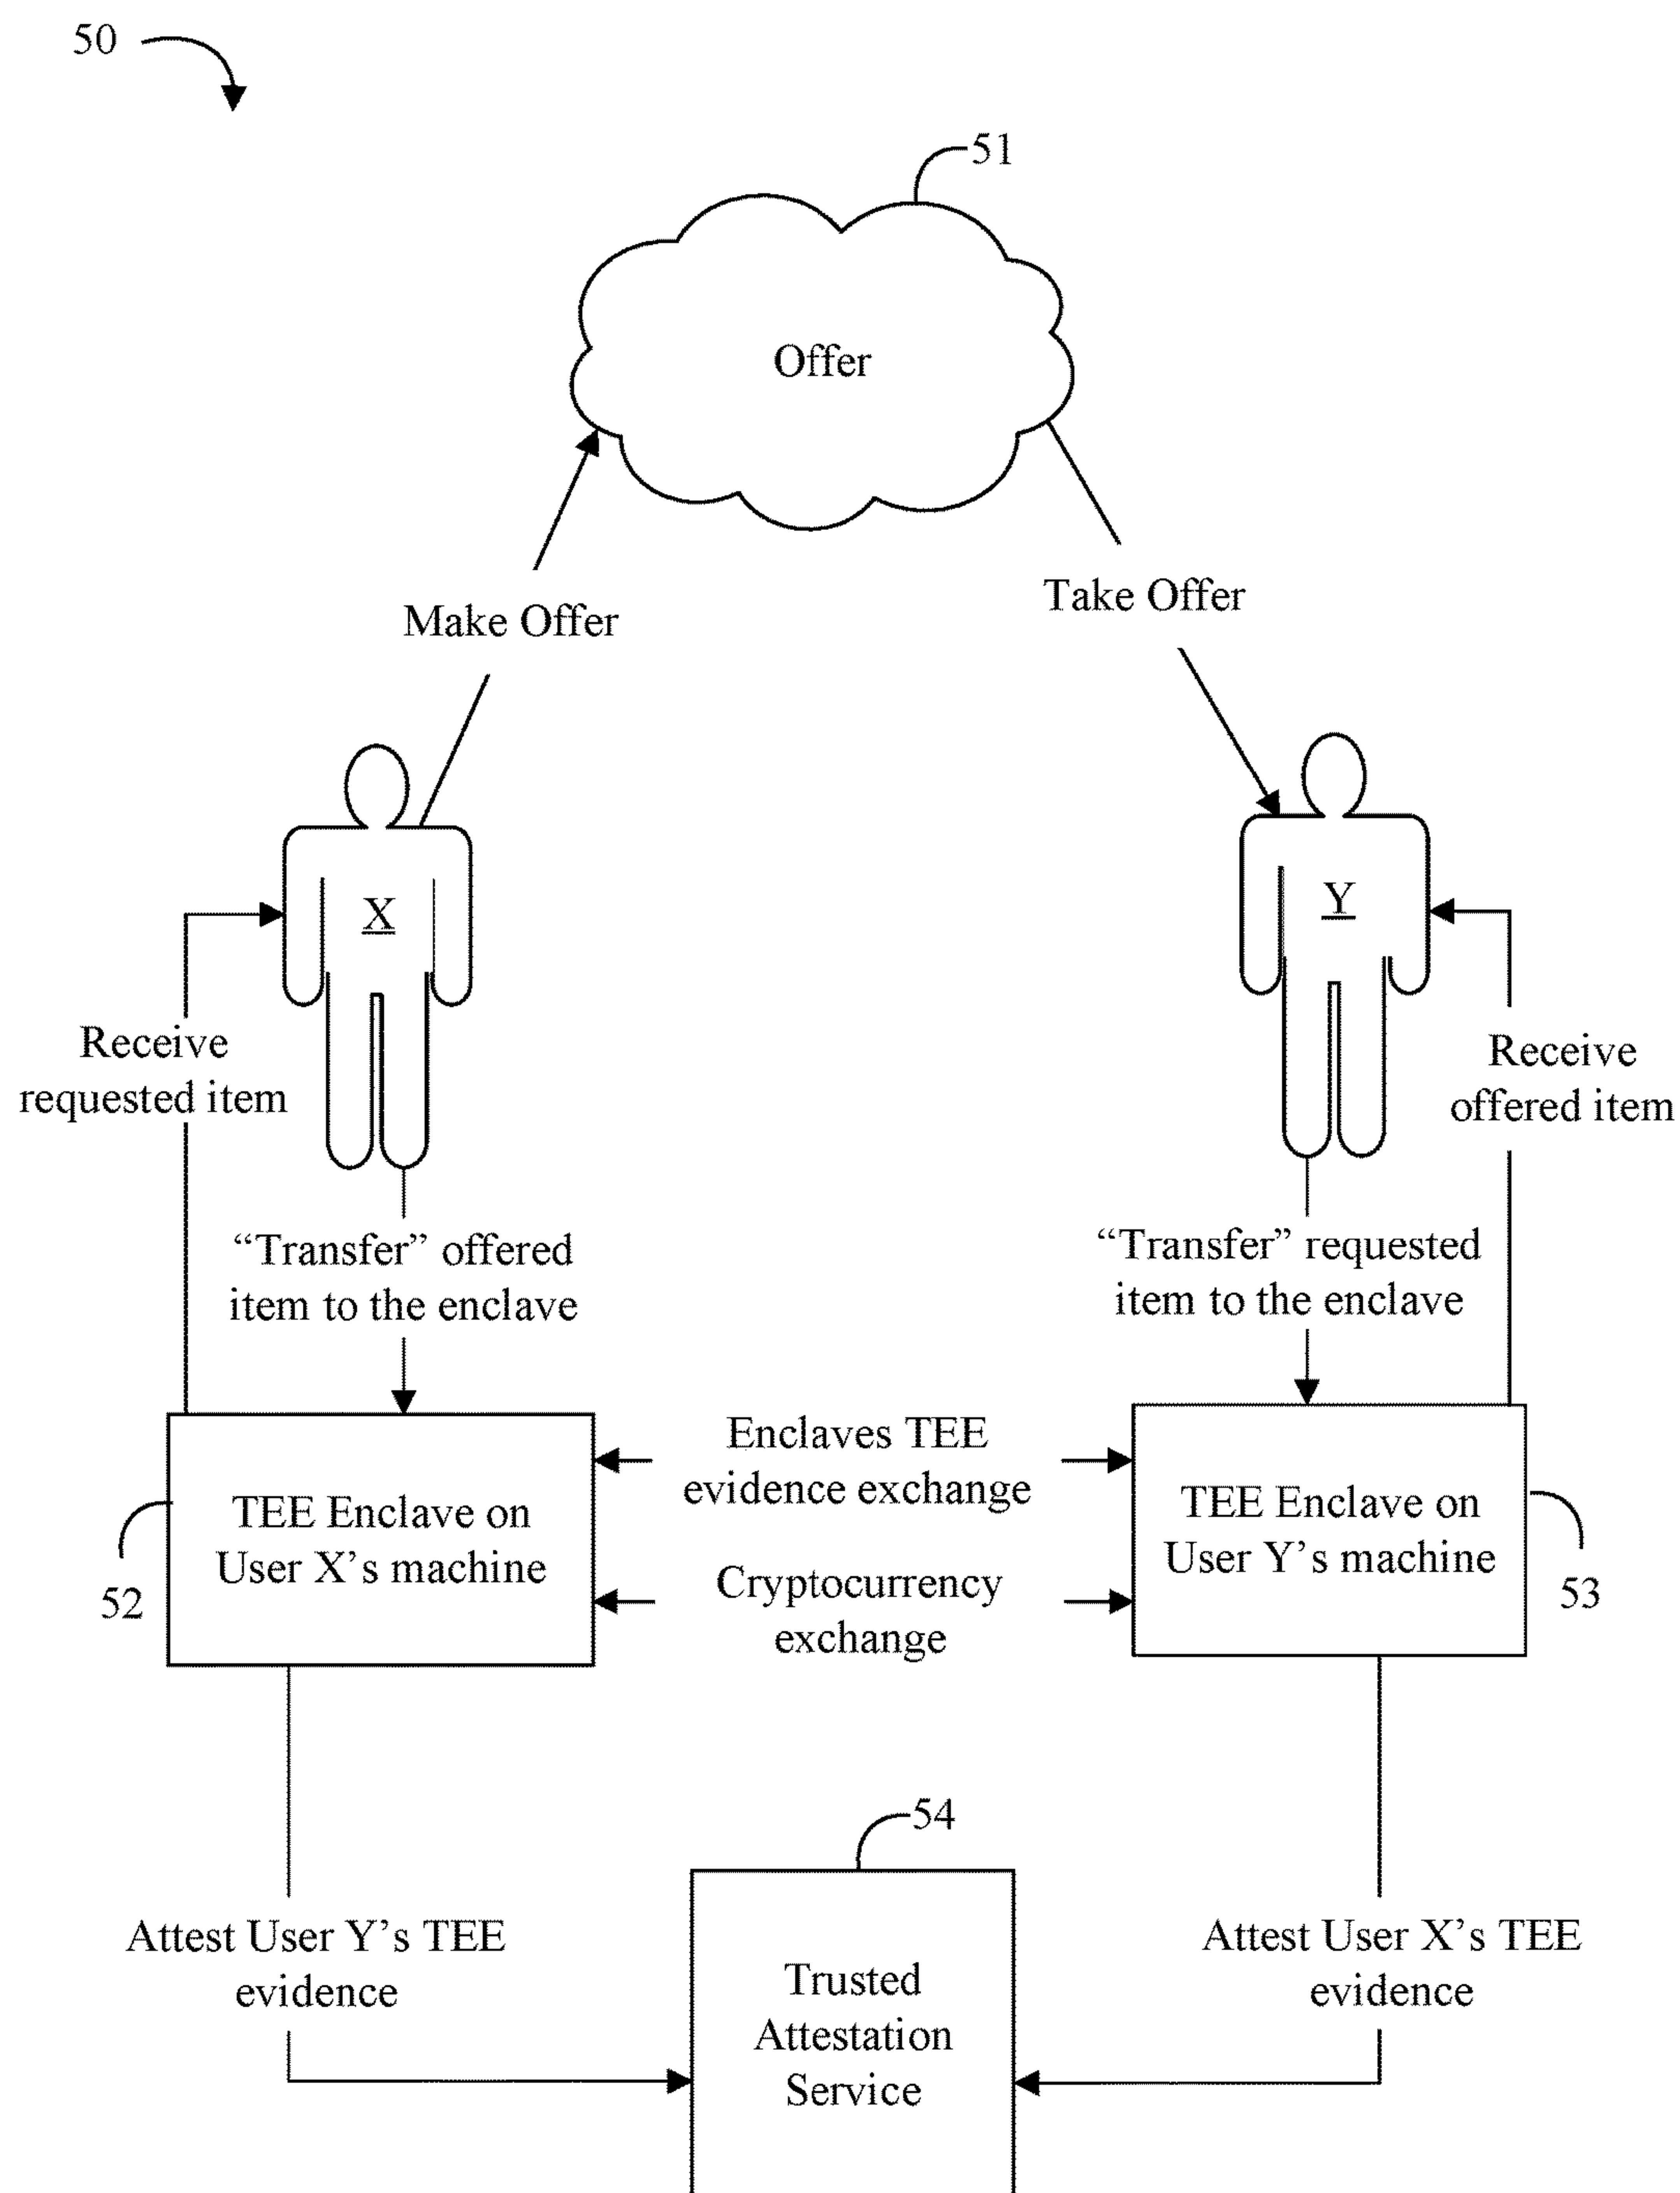 50
51
Offer
Make Offer
Take Offer
X
Y
Receive
requested item
Receive
offered item
“Transfer” offered
item to the enclave
“Transfer” requested
item to the enclave
Enclaves TEE
evidence exchange
TEE Enclave on
User X’s machine
TEE Enclave on
User Y’s machine
52
Cryptocurrency
exchange
53
54
Attest User Y’s TEE
evidence
Attest User X’s TEE
evidence
Trusted
Attestation
Service